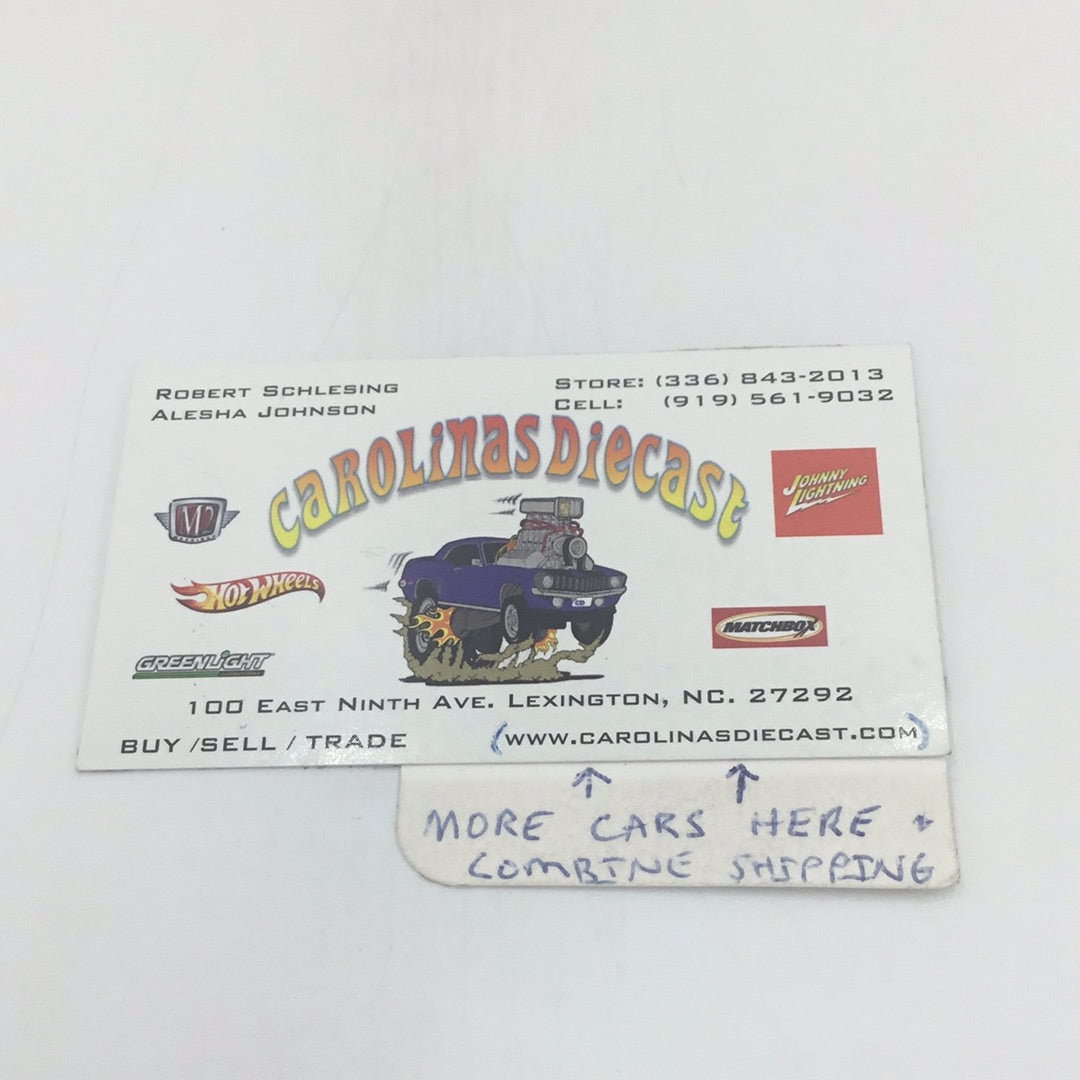 ROBERT SCHLESING
ALESHA JOHNSON
STORE: (336) 843-2013
CELL: (919) 561-9032
CAROLINAS DIECAST
M2
HOT WHEELS
GREENLIGHT
JOHNNY
LIGHTNING
MATCHBOX
100 EAST NINTH AVE. LEXINGTON, NC. 27292
BUY /SELL / TRADE
(WWW.CAROLINASDIECAST.COM)
MORE CARS HERE +
COMBINE SHIPPING